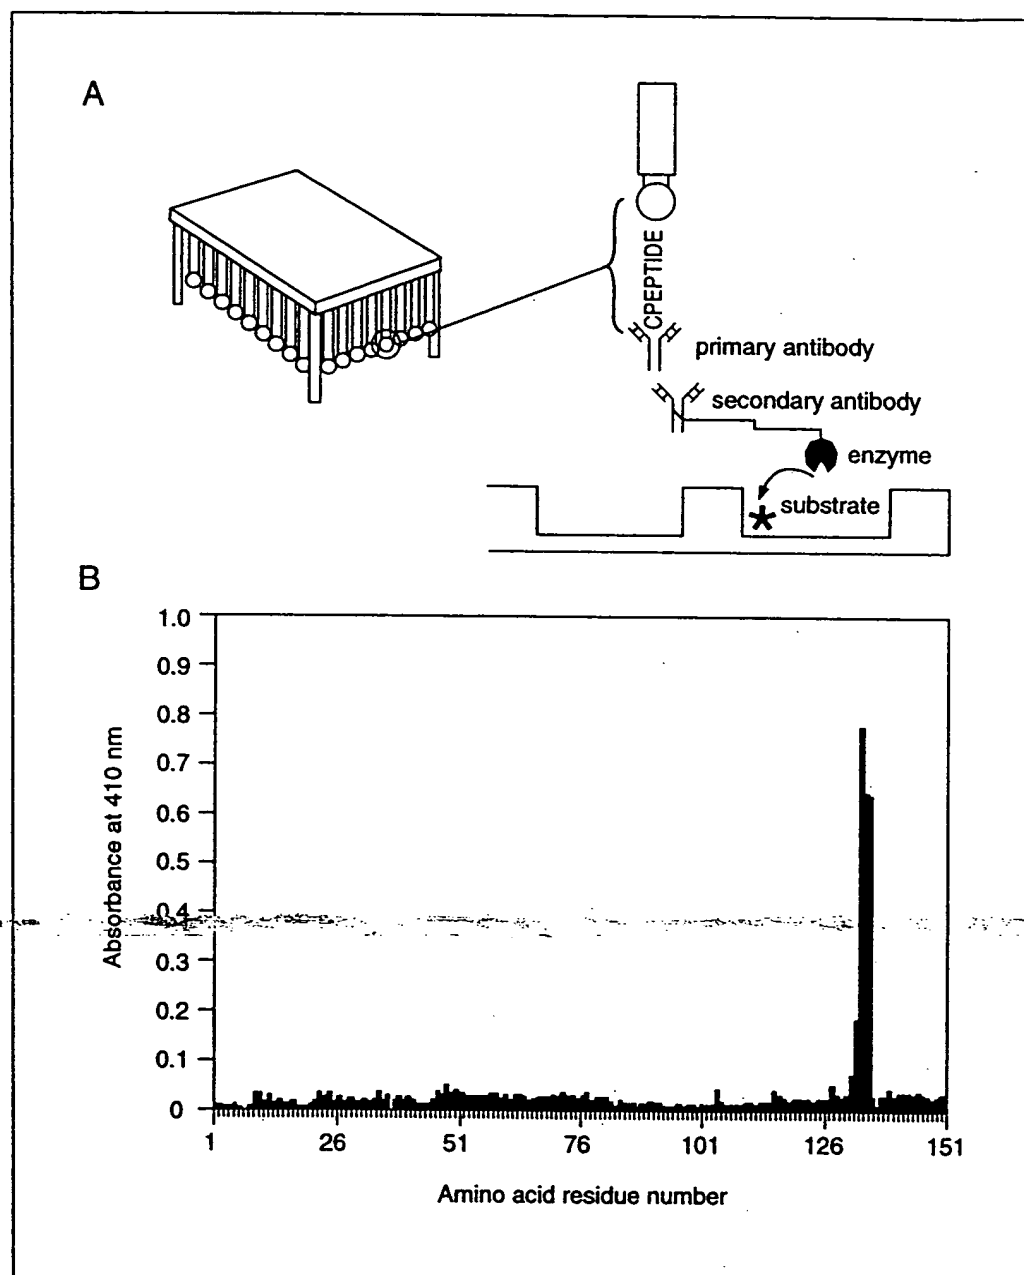 A
CPEPTIDE
primary antibody
secondary antibody
enzyme
substrate
B
1.0
0.9
0.8
0.7
0.6
0.5
0.4
0.3
0.2
0.1
0
Absorbance at 410 nm
1 26 51 76 101 126 151
Amino acid residue number